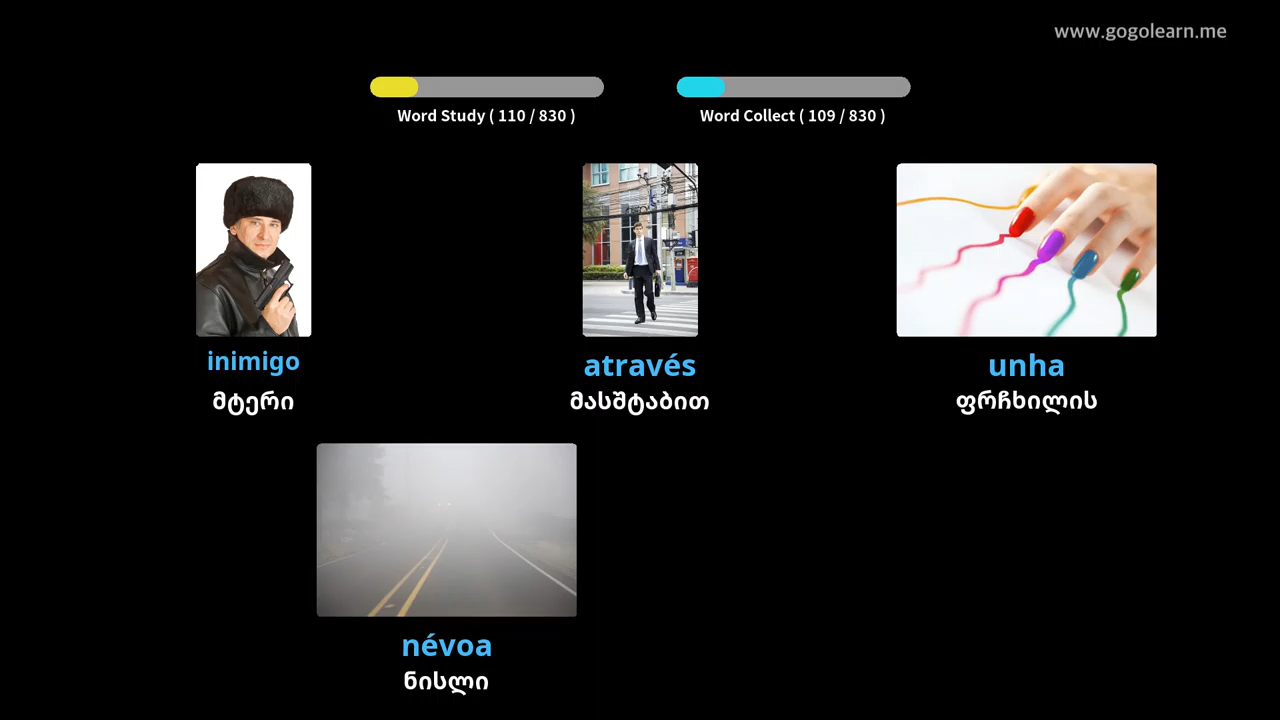 www.gogolearn.me
Word Study ( 110 / 830 )
Word Collect ( 109 / 830 )
inimigo
მტერი
através
მასშტაბით
unha
ფრჩხილის
névoa
ნისლი